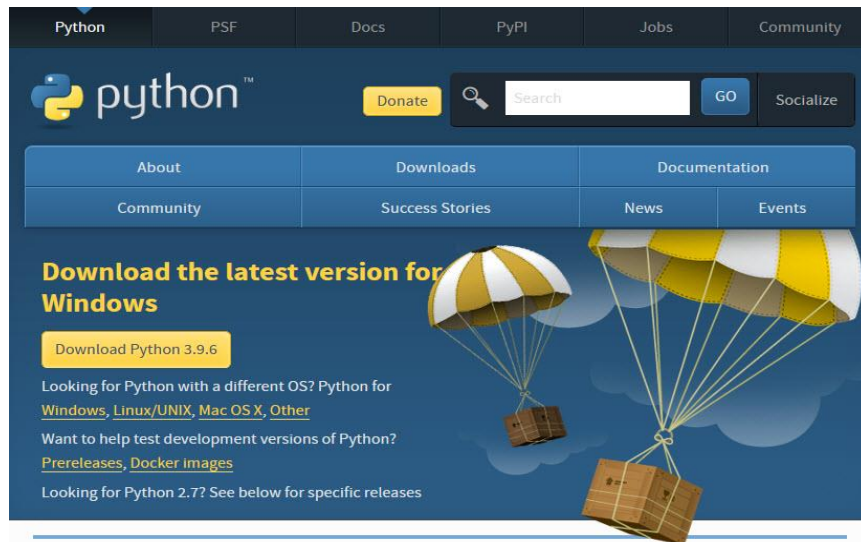 Python PSF Docs PyPI Jobs Community
python™ Donate Search GO Socialize
About Downloads Documentation
Community Success Stories News Events
Download the latest version for
Windows
Download Python 3.9.6
Looking for Python with a different OS? Python for
Windows, Linux/UNIX, Mac OS X, Other
Want to help test development versions of Python?
Prereleases, Docker images
Looking for Python 2.7? See below for specific releases